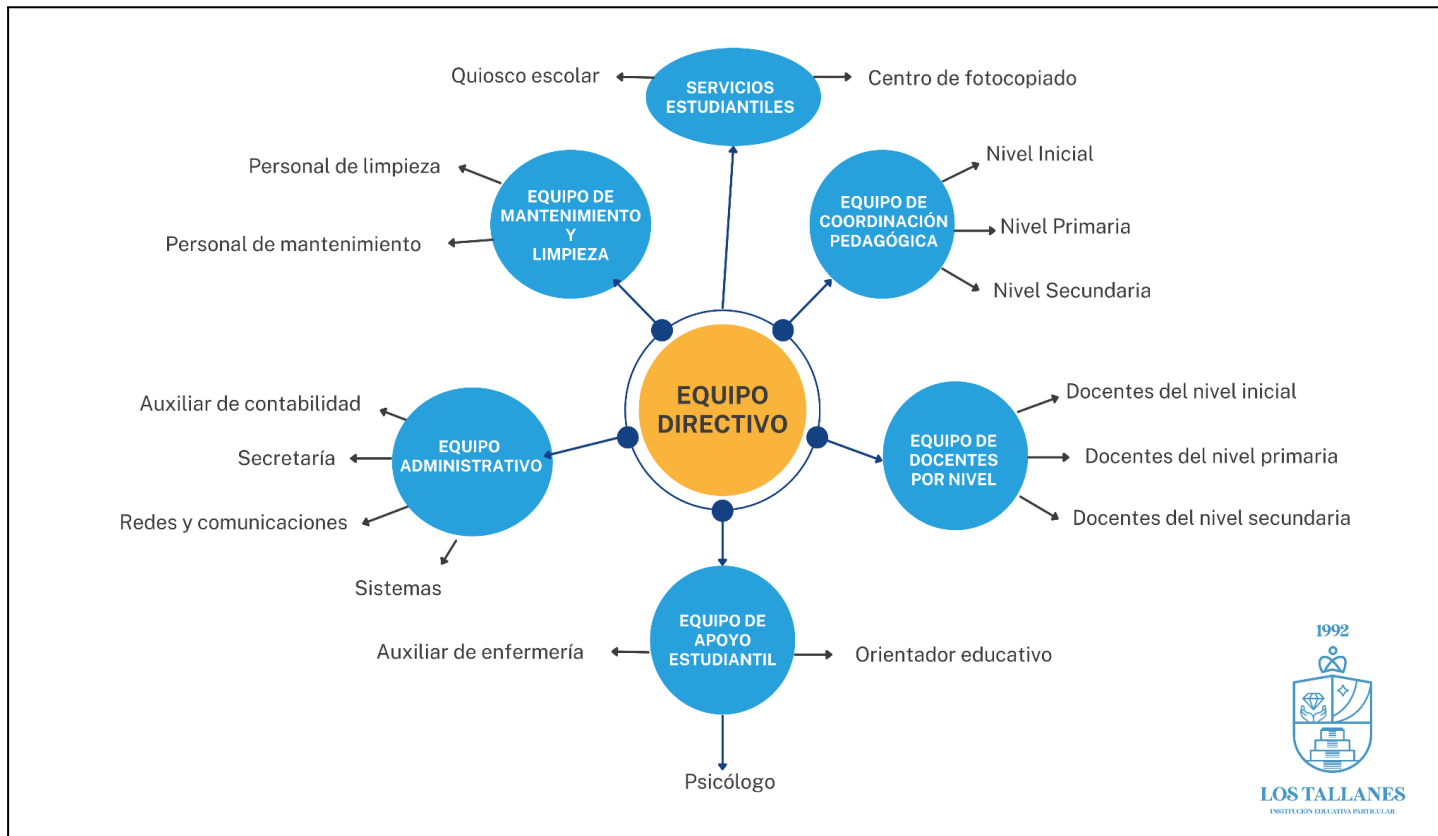 Quiosco escolar
SERVICIOS
ESTUDIANTILES
Centro de fotocopiado
Personal de limpieza
Personal de mantenimiento
EQUIPO DE
MANTENIMIENTO
Y
LIMPIEZA
EQUIPO DE
COORDINACIÓN
PEDAGÓGICA
Nivel Inicial
Nivel Primaria
Nivel Secundaria
EQUIPO
DIRECTIVO
Auxiliar de contabilidad
Secretaría
Redes y comunicaciones
Sistemas
EQUIPO
ADMINISTRATIVO
EQUIPO DE
DOCENTES
POR NIVEL
Docentes del nivel inicial
Docentes del nivel primaria
Docentes del nivel secundaria
Auxiliar de enfermería
EQUIPO DE
APOYO
ESTUDIANTIL
Orientador educativo
Psicólogo
1992
LOS TALLANES
INSTITUCIÓN EDUCATIVA PARTICULAR